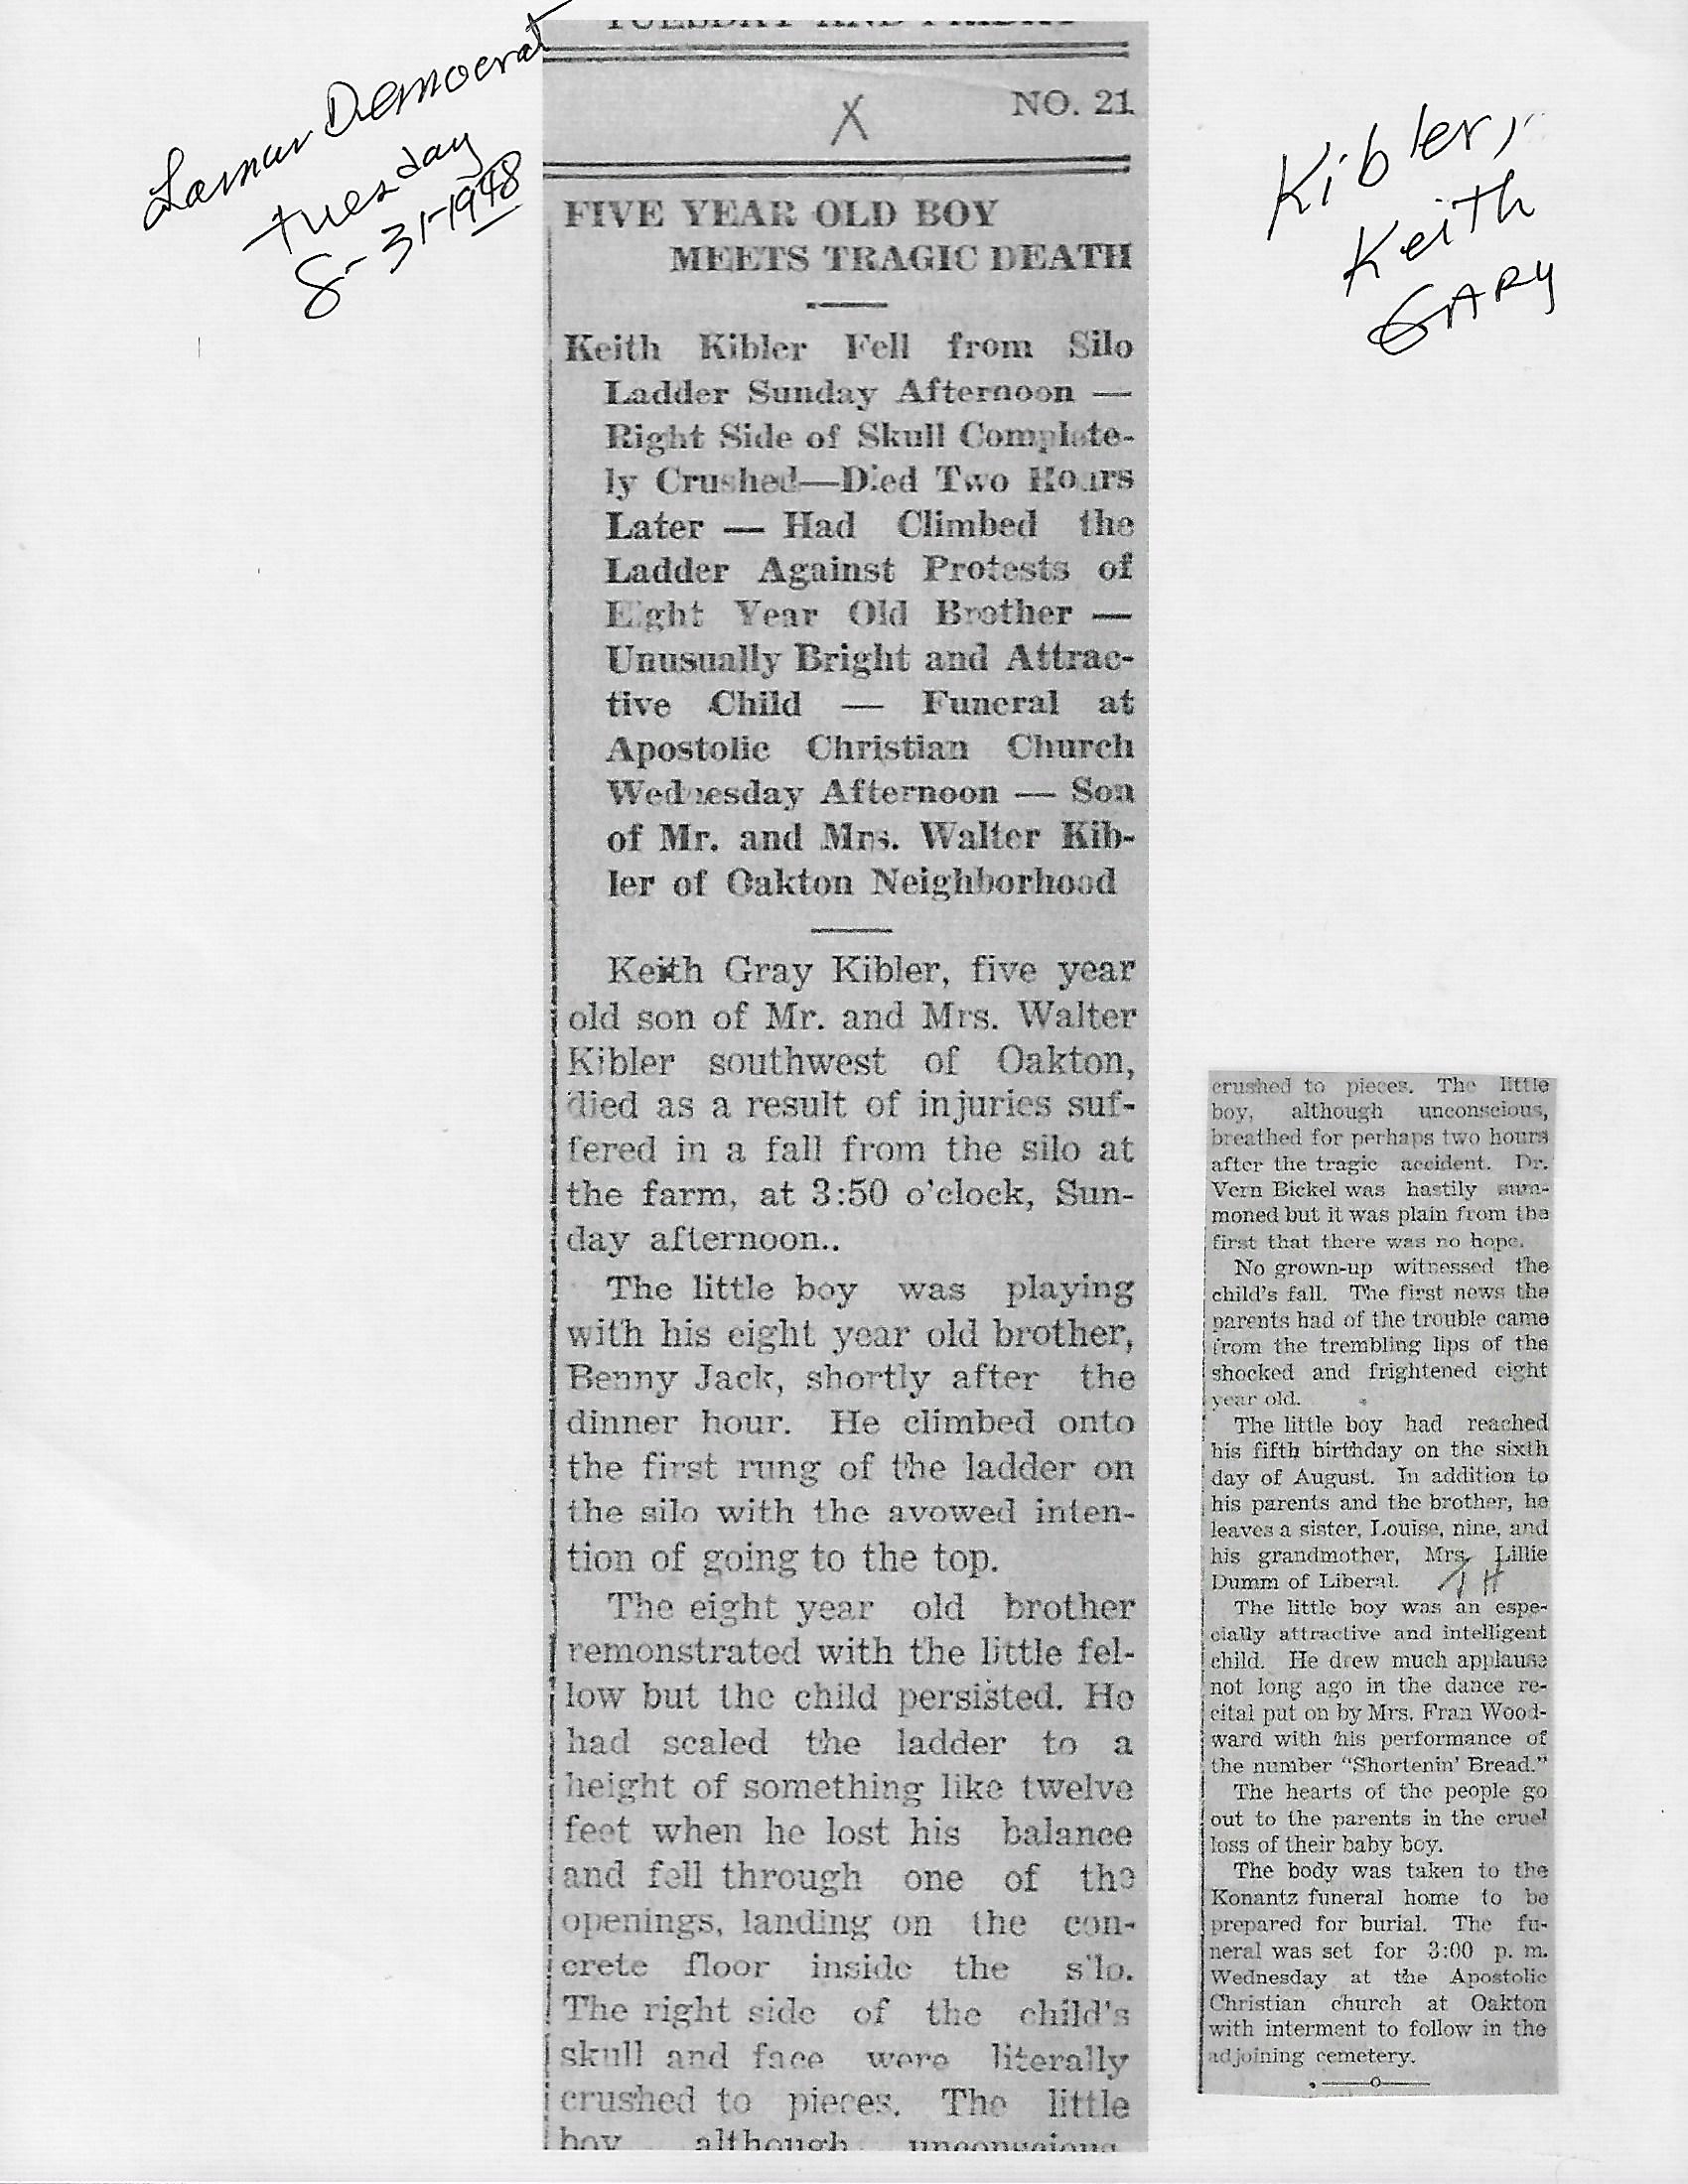 Lamar Democrat
Tuesday
8-31-1948
Kibler,
Keith
GARY
TUESDAY AND FRIDAY
X
NO. 21
FIVE YEAR OLD BOY
MEETS TRAGIC DEATH
Keith Kibler Fell from Silo
Ladder Sunday Afternoon —
Right Side of Skull Complete-
ly Crushed—Died Two Hours
Later — Had Climbed the
Ladder Against Protests of
Eight Year Old Brother —
Unusually Bright and Attrac-
tive Child — Funeral at
Apostolic Christian Church
Wednesday Afternoon — Son
of Mr. and Mrs. Walter Kib-
ler of Oakton Neighborhood
Keith Gray Kibler, five year
old son of Mr. and Mrs. Walter
Kibler southwest of Oakton,
died as a result of injuries suf-
fered in a fall from the silo at
the farm, at 3:50 o'clock, Sun-
day afternoon..
The little boy was playing
with his eight year old brother,
Benny Jack, shortly after the
dinner hour. He climbed onto
the first rung of the ladder on
the silo with the avowed inten-
tion of going to the top.
The eight year old brother
remonstrated with the little fel-
low but the child persisted. He
had scaled the ladder to a
height of something like twelve
feet when he lost his balance
and fell through one of the
openings, landing on the con-
crete floor inside the silo.
The right side of the child's
skull and face were literally
crushed to pieces. The little
boy although unconscious
crushed to pieces. The little
boy, although unconscious,
breathed for perhaps two hours
after the tragic accident. Dr.
Vern Bickel was hastily sum-
moned but it was plain from the
first that there was no hope.
No grown-up witnessed the
child's fall. The first news the
parents had of the trouble came
from the trembling lips of the
shocked and frightened eight
year old.
The little boy had reached
his fifth birthday on the sixth
day of August. In addition to
his parents and the brother, he
leaves a sister, Louise, nine, and
his grandmother, Mrs. Lillie
Dumm of Liberal. TH
The little boy was an espe-
cially attractive and intelligent
child. He drew much applause
not long ago in the dance re-
cital put on by Mrs. Fran Wood-
ward with his performance of
the number "Shortenin' Bread."
The hearts of the people go
out to the parents in the cruel
loss of their baby boy.
The body was taken to the
Konantz funeral home to be
prepared for burial. The fu-
neral was set for 3:00 p. m.
Wednesday at the Apostolic
Christian church at Oakton
with interment to follow in the
adjoining cemetery.